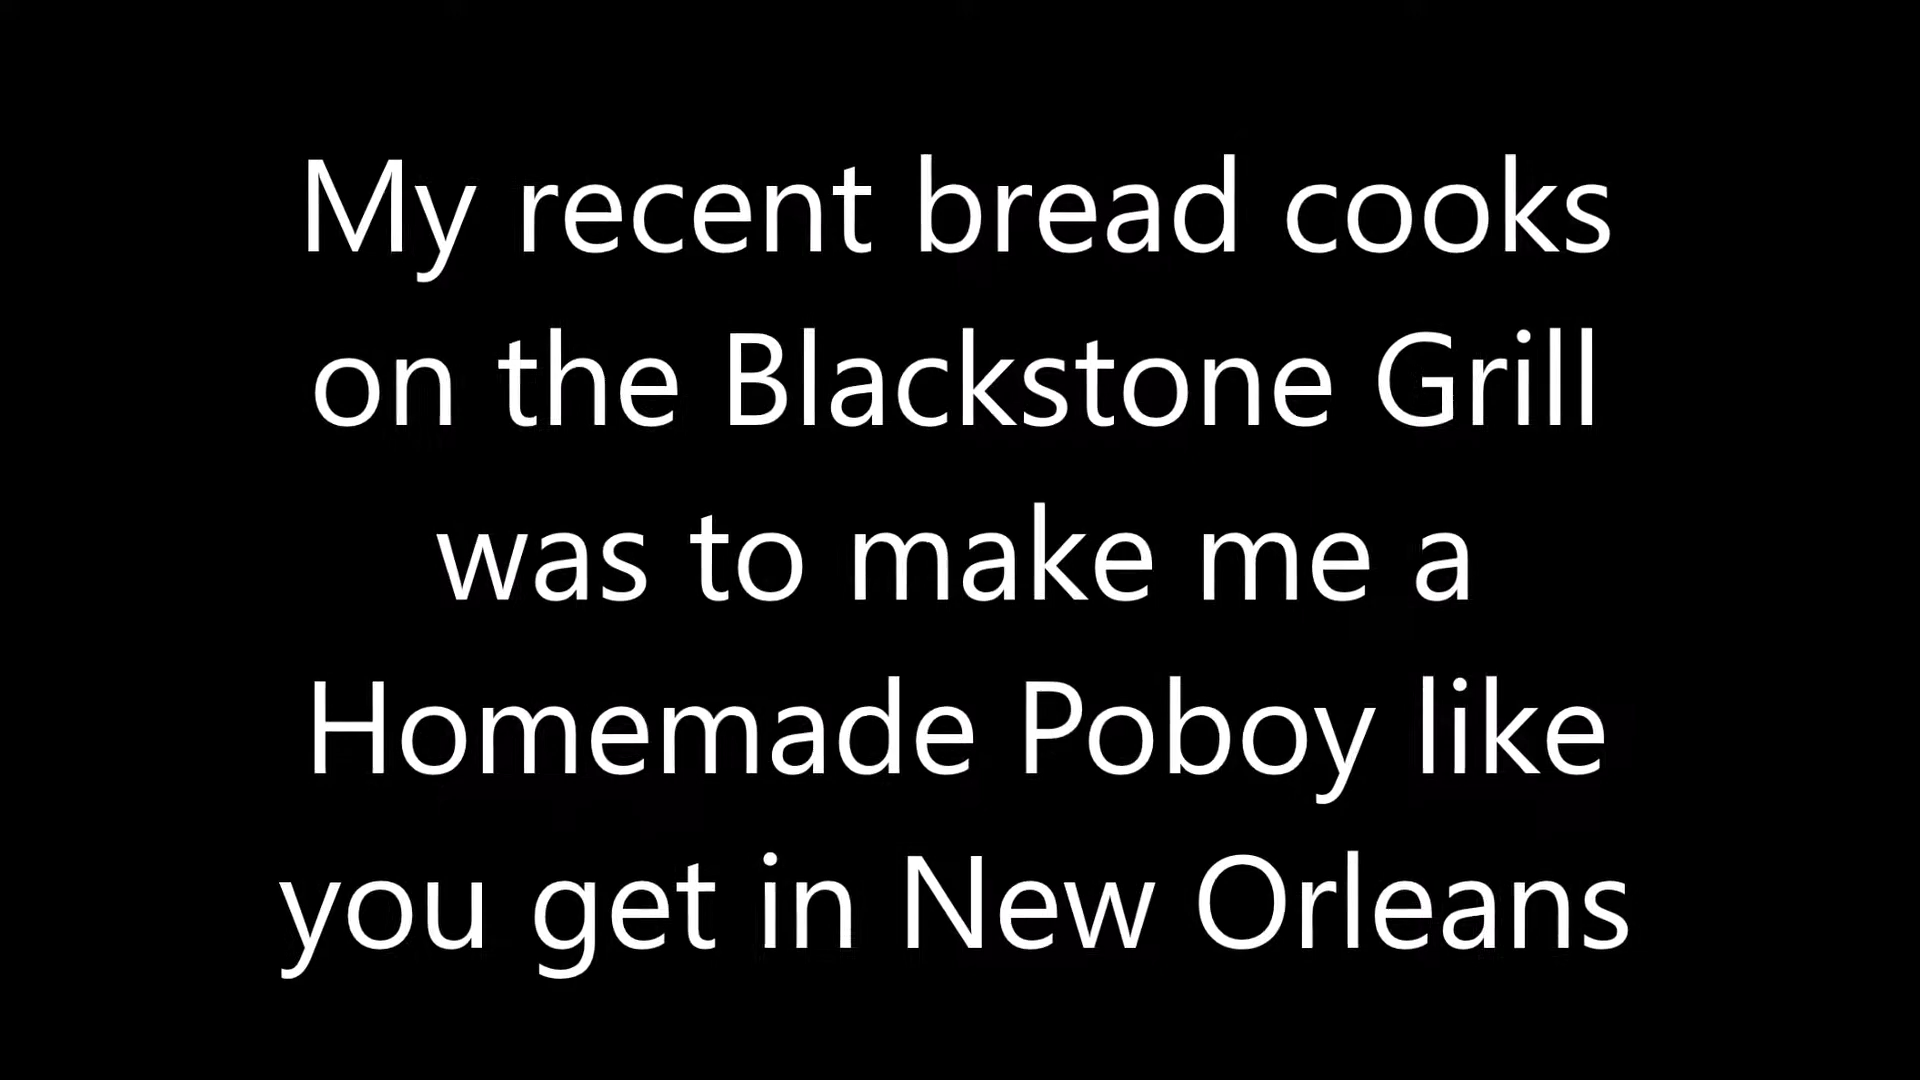 My recent bread cooks
on the Blackstone Grill
was to make me a
Homemade Poboy like
you get in New Orleans